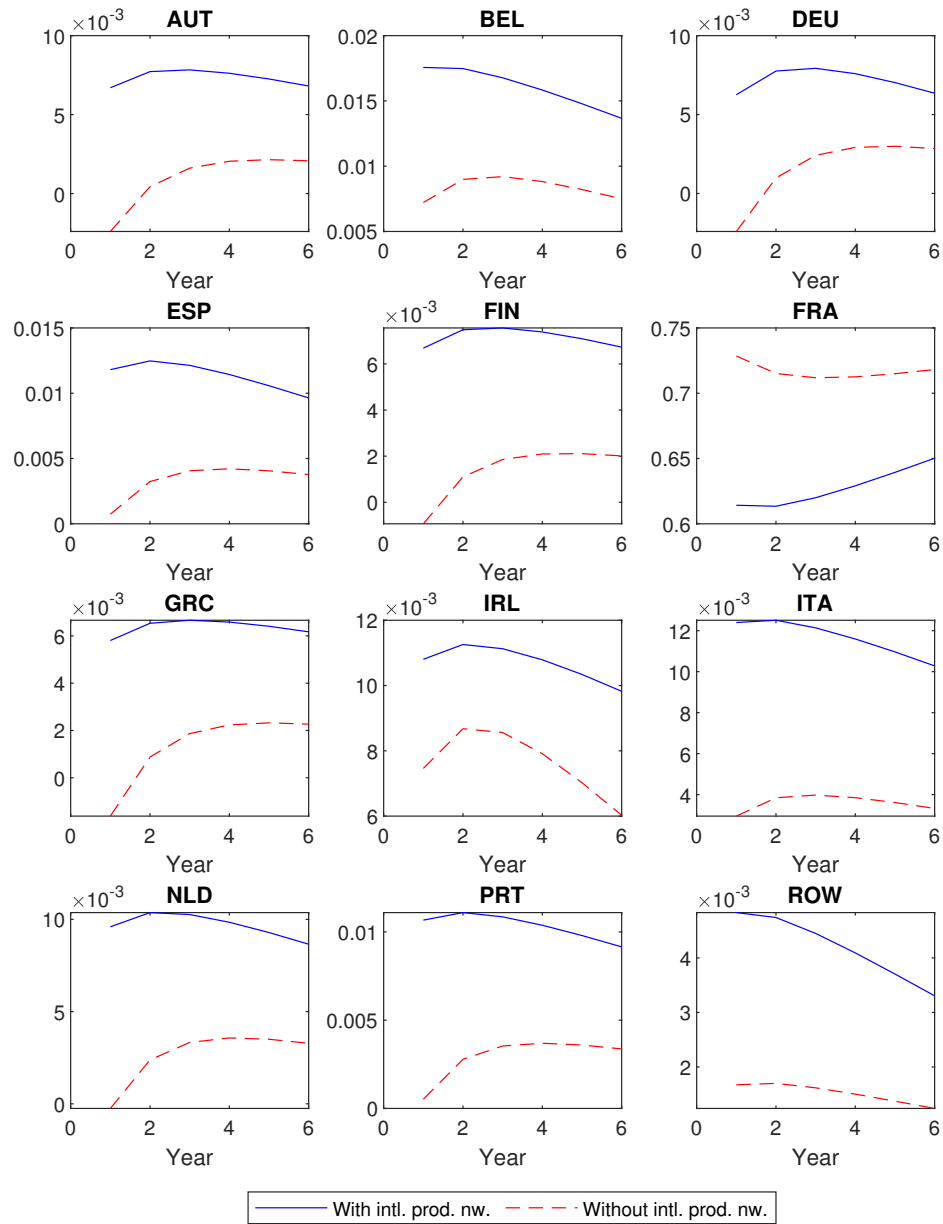 AUT
×10-3
10
5
0
0 2 4 6
Year
BEL
0.02
0.015
0.01
0.005
0 2 4 6
Year
DEU
×10-3
10
5
0
0 2 4 6
Year
ESP
0.015
0.01
0.005
0
0 2 4 6
Year
FIN
×10-3
6
4
2
0
0 2 4 6
Year
FRA
0.75
0.7
0.65
0.6
0 2 4 6
Year
GRC
×10-3
6
4
2
0
0 2 4 6
Year
IRL
×10-3
12
10
8
6
0 2 4 6
Year
ITA
×10-3
12
10
8
6
4
0 2 4 6
Year
NLD
×10-3
10
5
0
0 2 4 6
Year
PRT
0.01
0.005
0
0 2 4 6
Year
ROW
×10-3
4
3
2
0 2 4 6
Year
With intl. prod. nw. Without intl. prod. nw.